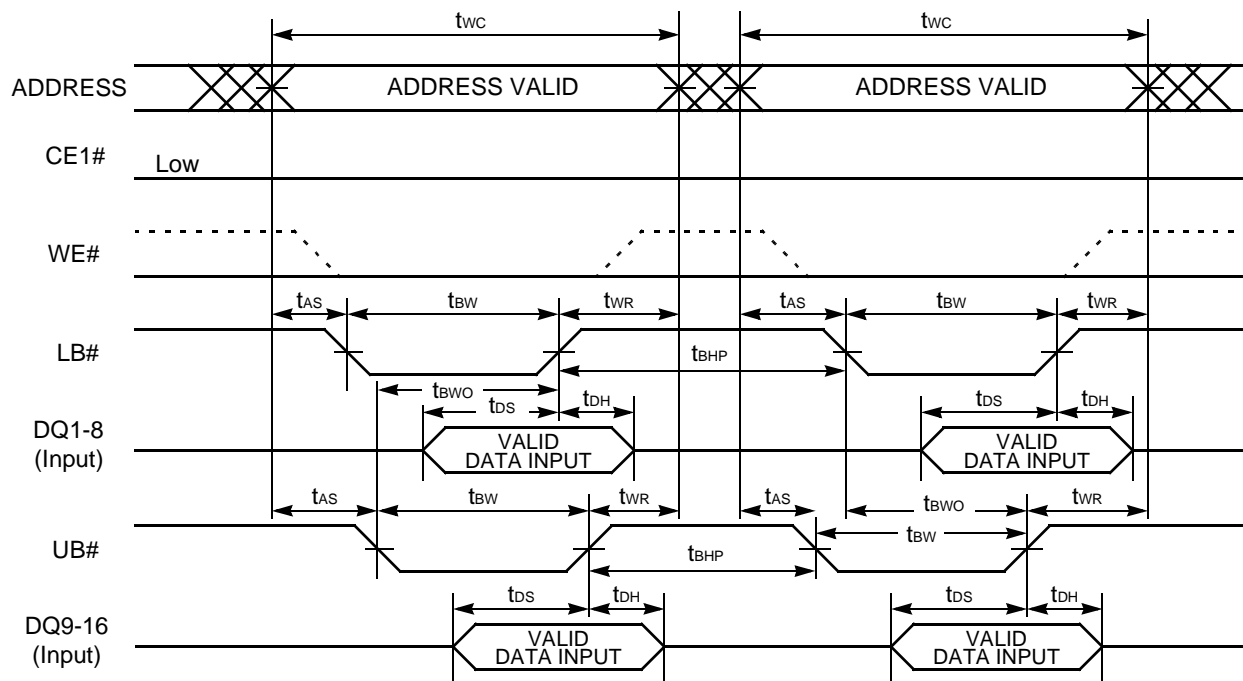 tWC tWC
ADDRESS ADDRESS VALID ADDRESS VALID
CE1# Low
WE#
tAS tBW tWR tAS tBW tWR
LB# tBHP
tBWO
tDS tDH tDS tDH
DQ1-8
(Input)
VALID
DATA INPUT
VALID
DATA INPUT
tAS tBW tWR tAS tBWO tWR
tBW
UB# tBHP
tDS tDH tDS tDH
DQ9-16
(Input)
VALID
DATA INPUT
VALID
DATA INPUT